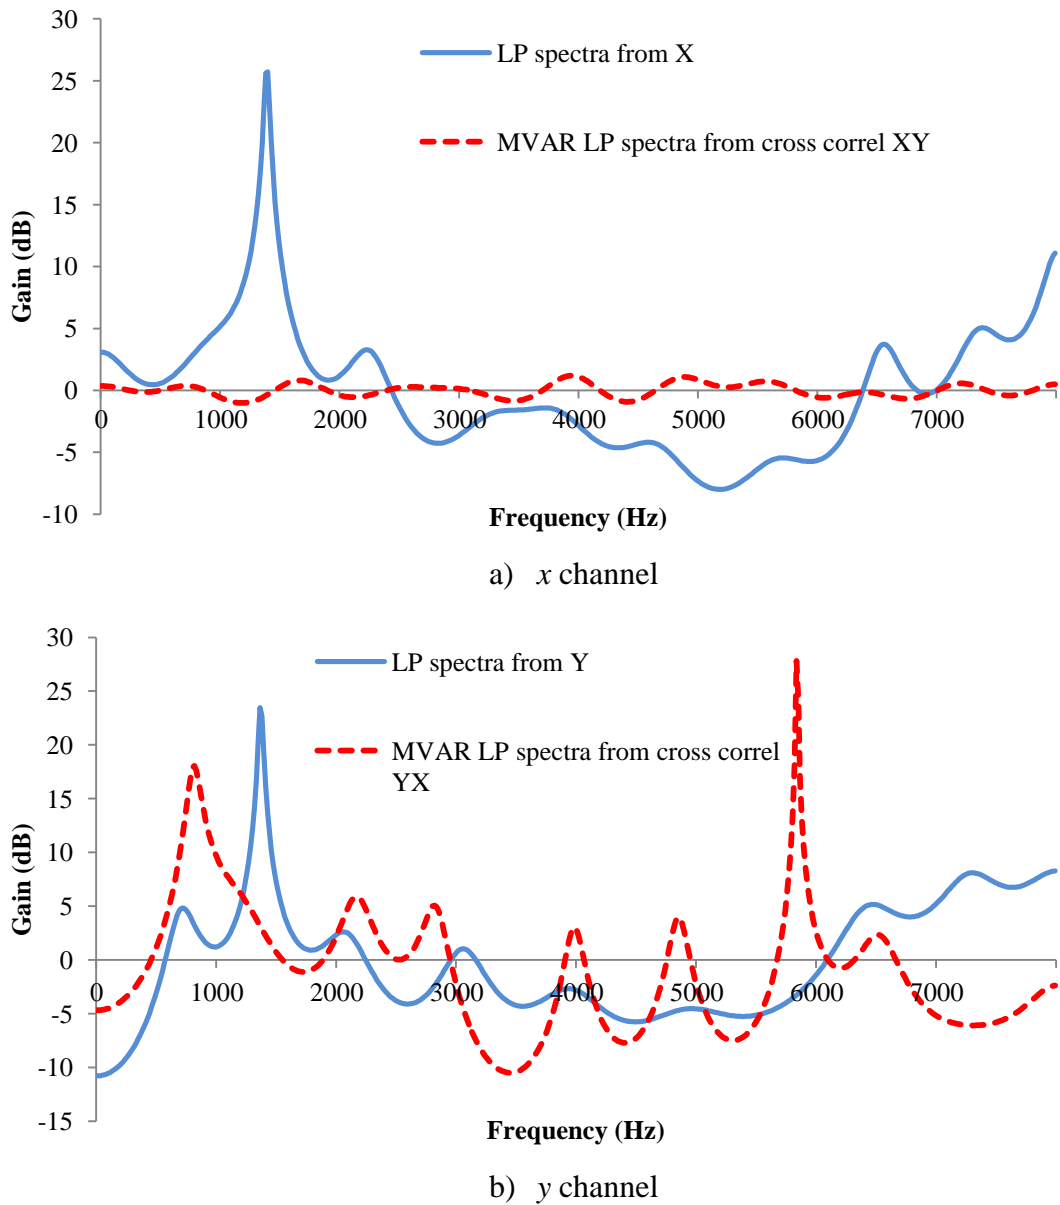 30
25
20
15
10
5
0
-5
-10
Gain (dB)
LP spectra from X
MVAR LP spectra from cross correl XY
0 1000 2000 3000 4000 5000 6000 7000
Frequency (Hz)
a) x channel
30
25
20
15
10
5
0
-5
-10
-15
Gain (dB)
LP spectra from Y
MVAR LP spectra from cross correl
YX
0 1000 2000 3000 4000 5000 6000 7000
Frequency (Hz)
b) y channel